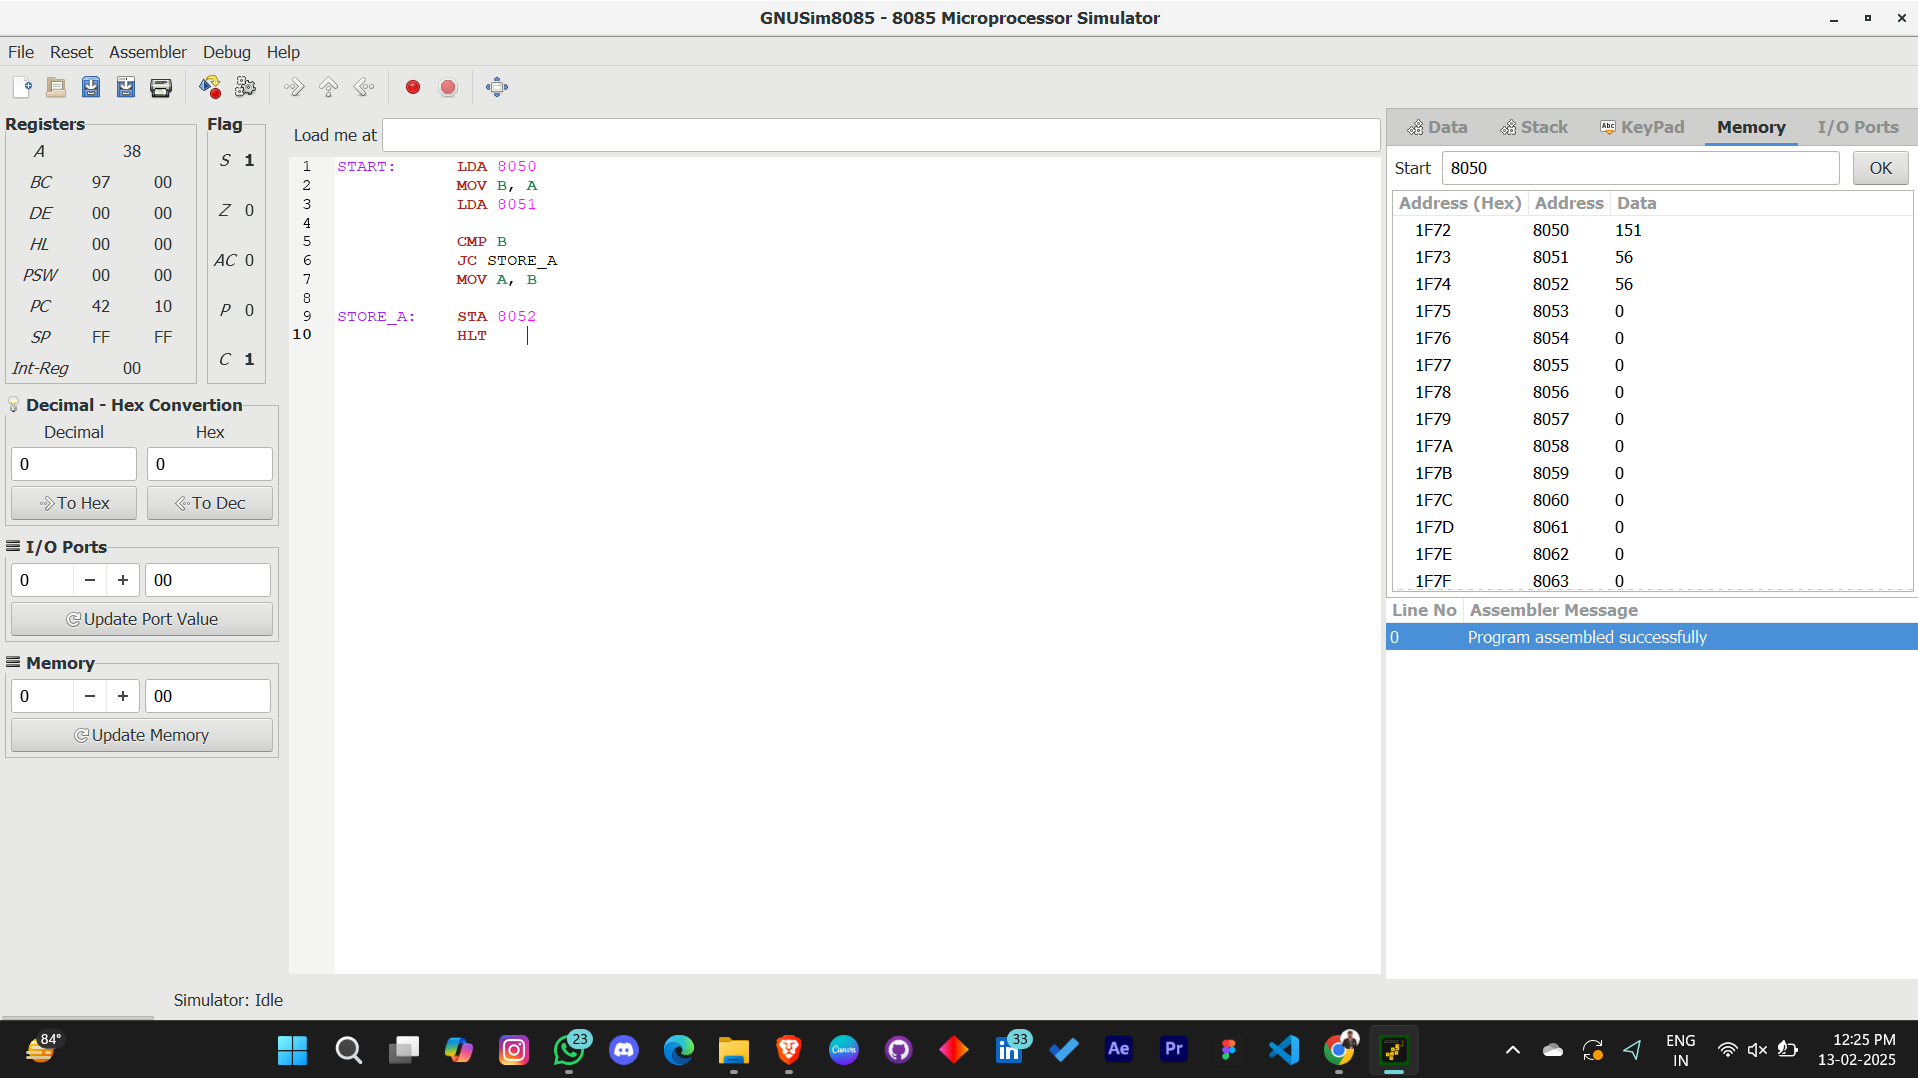 GNUSim8085 - 8085 Microprocessor Simulator
File Reset Assembler Debug Help
Registers
A 38
BC 97 00
DE 00 00
HL 00 00
PSW 00 00
PC 42 10
SP FF FF
Int-Reg 00
Flag
S 1
Z 0
AC 0
P 0
C 1
Decimal - Hex Convertion
Decimal Hex
0 0
To Hex To Dec
I/O Ports
0 − + 00
Update Port Value
Memory
0 − + 00
Update Memory
Load me at
1 START: LDA 8050
2 MOV B, A
3 LDA 8051
4
5 CMP B
6 JC STORE_A
7 MOV A, B
8
9 STORE_A: STA 8052
10 HLT
Data Stack Abc KeyPad Memory I/O Ports
Start 8050 OK
Address (Hex) Address Data
1F72 8050 151
1F73 8051 56
1F74 8052 56
1F75 8053 0
1F76 8054 0
1F77 8055 0
1F78 8056 0
1F79 8057 0
1F7A 8058 0
1F7B 8059 0
1F7C 8060 0
1F7D 8061 0
1F7E 8062 0
1F7F 8063 0
Line No Assembler Message
0 Program assembled successfully
Simulator: Idle
84°
23
Canva
33
in
Ae
Pr
ENG
IN
12:25 PM
13-02-2025